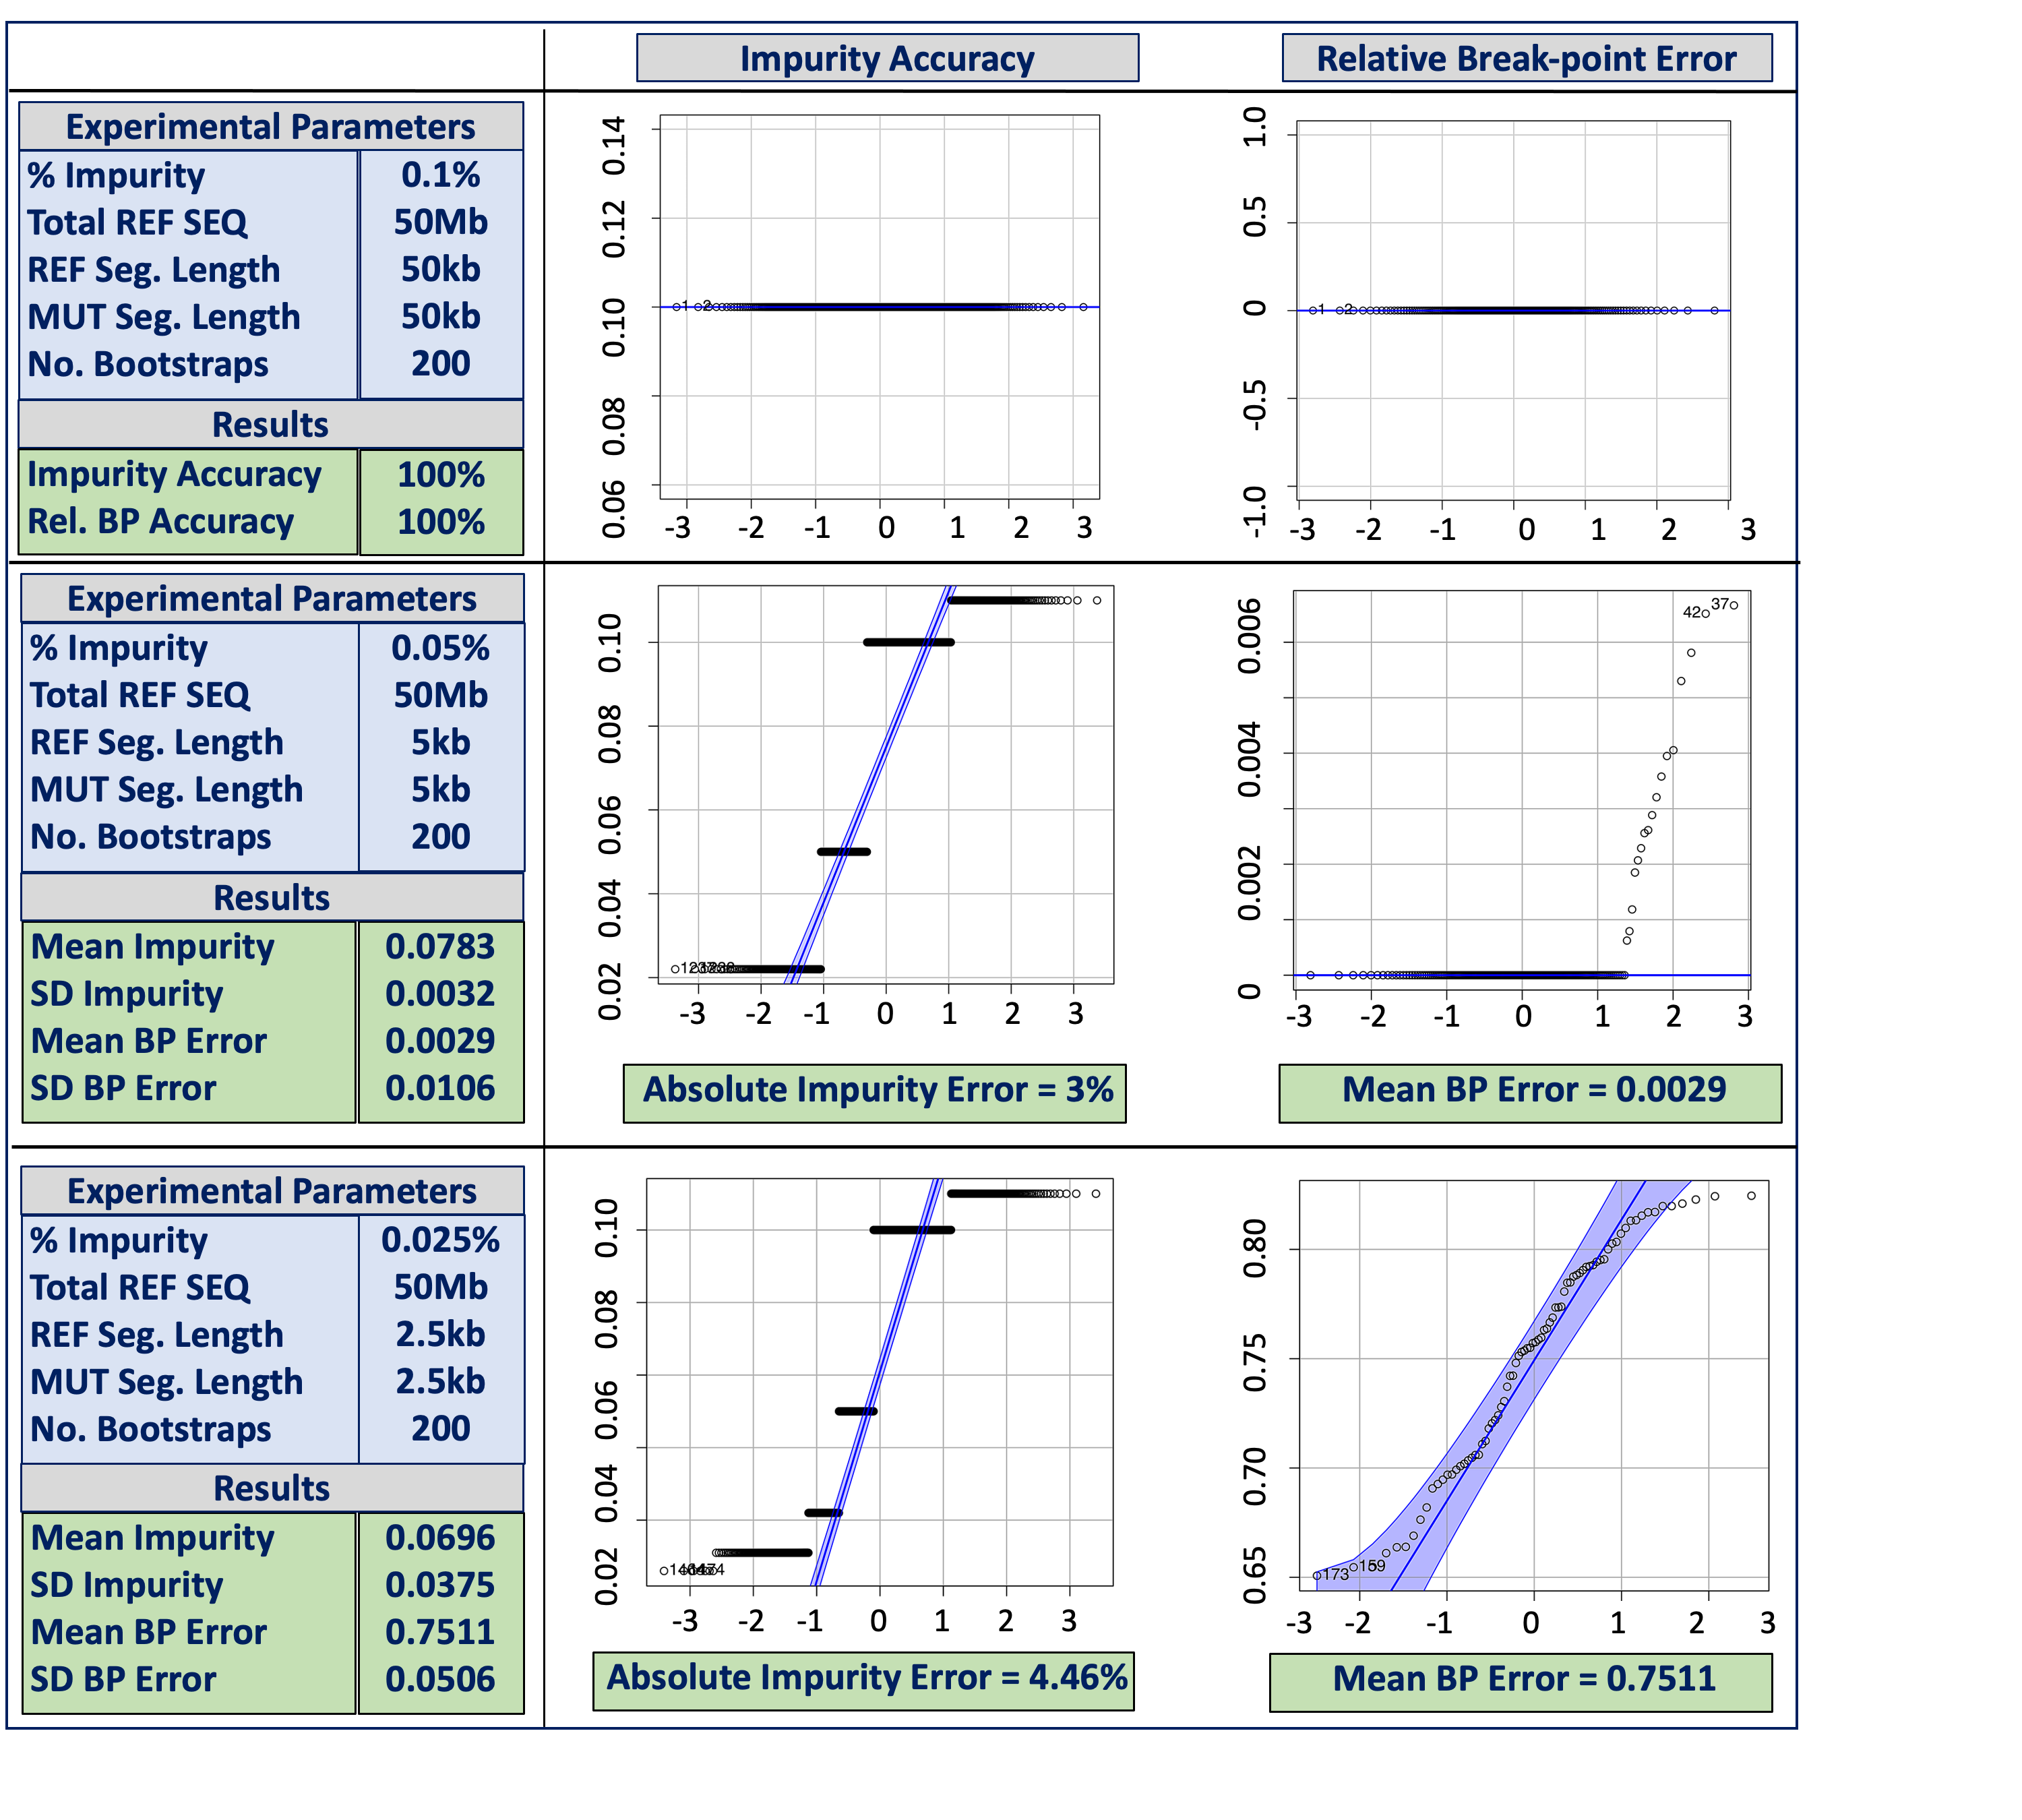 Impurity Accuracy
Relative Break-point Error
Experimental Parameters
% Impurity 0.1%
Total REF SEQ 50Mb
REF Seg. Length 50kb
MUT Seg. Length 50kb
No. Bootstraps 200
Results
Impurity Accuracy 100%
Rel. BP Accuracy 100%
0.14
0.12
0.10
0.08
0.06
1 2
-3 -2 -1 0 1 2 3
1.0
0.5
0
-0.5
-1.0
1 2
-3 -2 -1 0 1 2 3
Experimental Parameters
% Impurity 0.05%
Total REF SEQ 50Mb
REF Seg. Length 5kb
MUT Seg. Length 5kb
No. Bootstraps 200
Results
Mean Impurity 0.0783
SD Impurity 0.0032
Mean BP Error 0.0029
SD BP Error 0.0106
0.10
0.08
0.06
0.04
0.02
-3 -2 -1 0 1 2 3
Absolute Impurity Error = 3%
0.006
0.004
0.002
0
42 37
-3 -2 -1 0 1 2 3
Mean BP Error = 0.0029
Experimental Parameters
% Impurity 0.025%
Total REF SEQ 50Mb
REF Seg. Length 2.5kb
MUT Seg. Length 2.5kb
No. Bootstraps 200
Results
Mean Impurity 0.0696
SD Impurity 0.0375
Mean BP Error 0.7511
SD BP Error 0.0506
0.10
0.08
0.06
0.04
0.02
-3 -2 -1 0 1 2 3
Absolute Impurity Error = 4.46%
0.80
0.75
0.70
0.65
173 159
-3 -2 -1 0 1 2 3
Mean BP Error = 0.7511